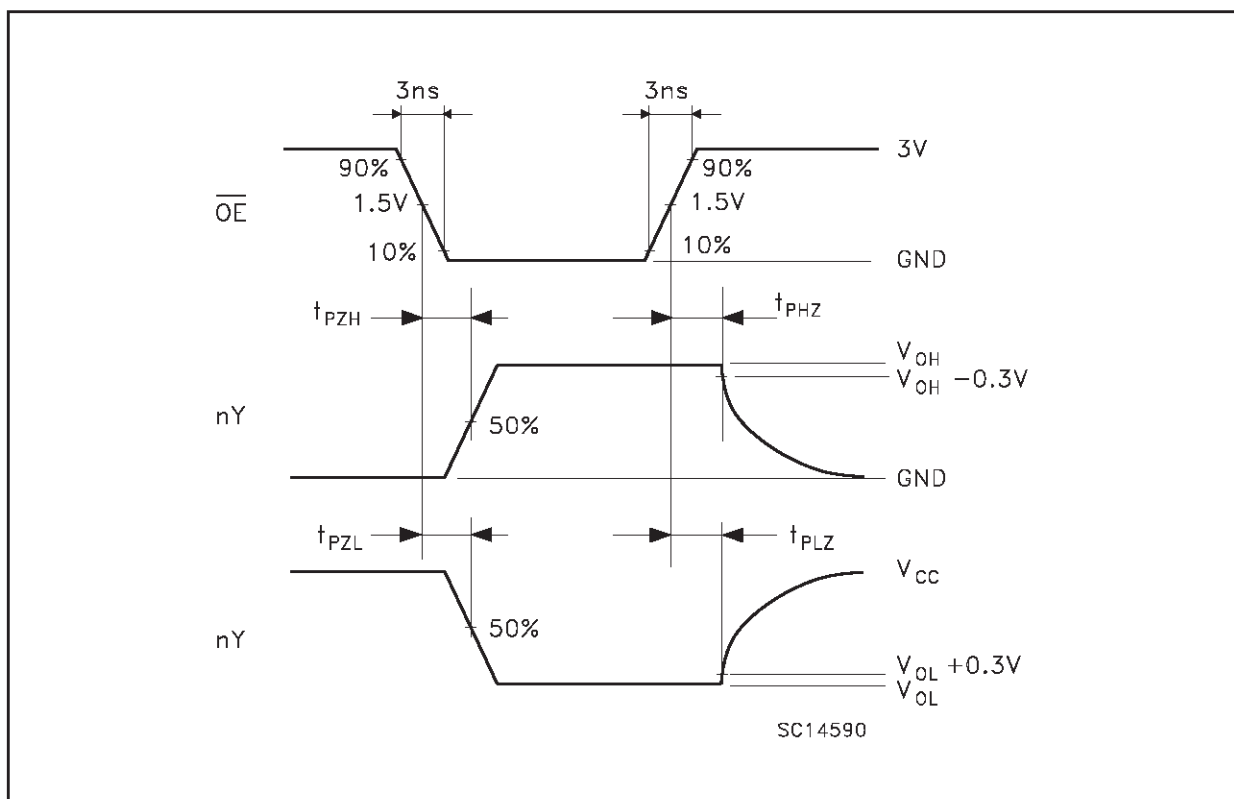 3ns 3ns
3V
90% 90%
OE 1.5V 1.5V
10% 10%
GND
tPZH tPHZ
VOH
VOH −0.3V
nY 50%
GND
tPZL tPLZ
VCC
nY 50%
VOL +0.3V
VOL
SC14590